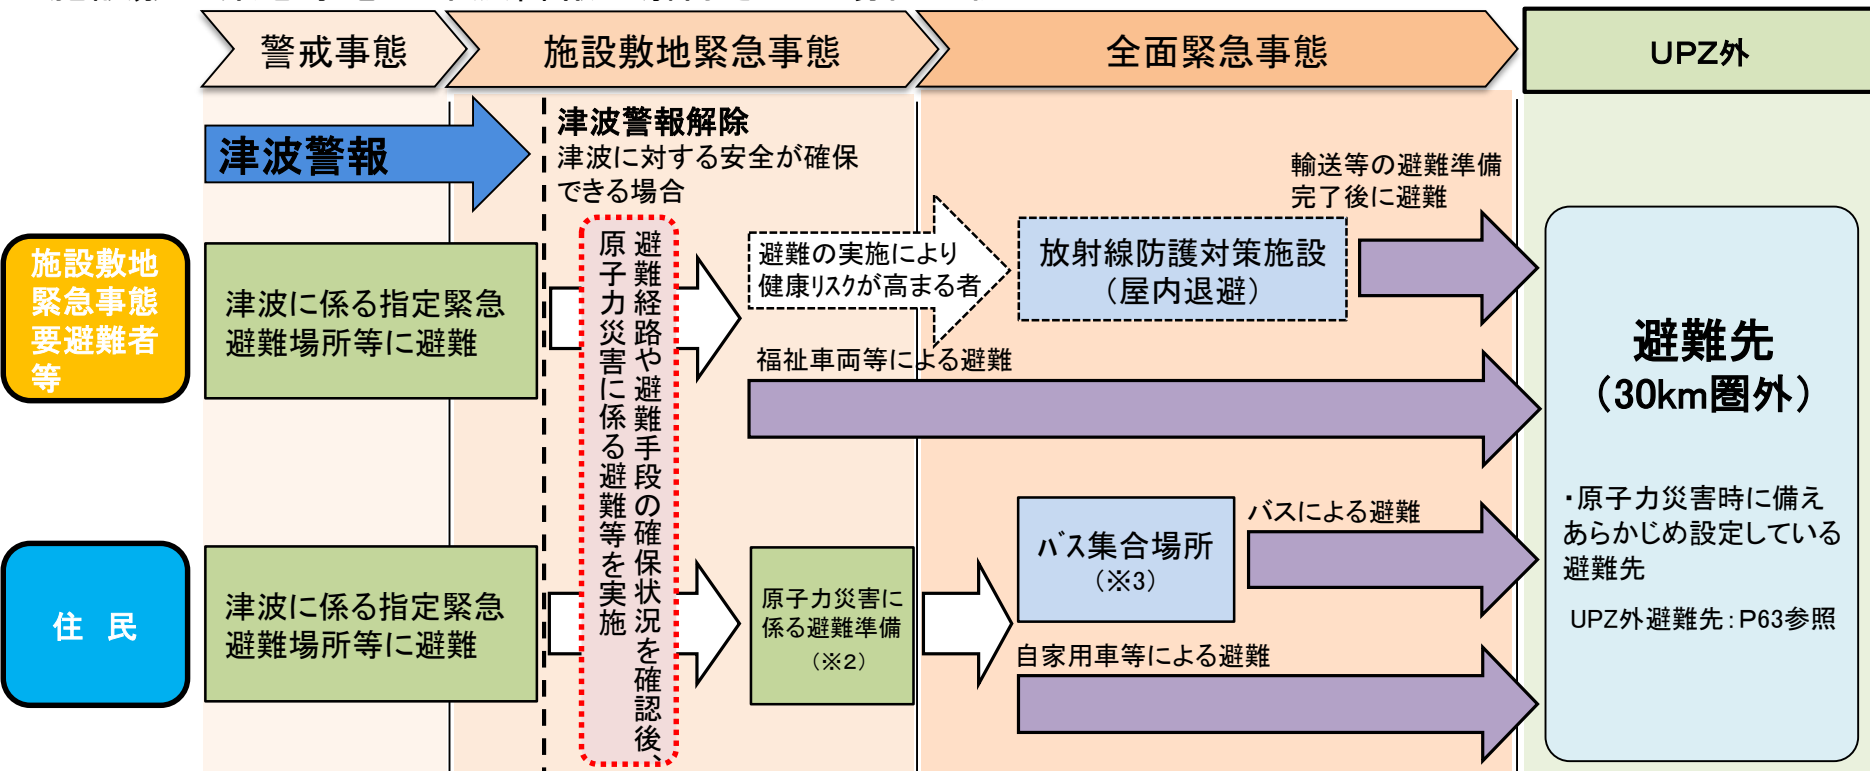 警戒事態
施設敷地緊急事態
全面緊急事態
UPZ外
津波警報
津波警報解除
津波に対する安全が確保
できる場合
輸送等の避難準備
完了後に避難
施設敷地
緊急事態
要避難者
等
津波に係る指定緊急
避難場所等に避難
避難経路や避難手段の確保状況を確認後、
原子力災害に係る避難等を実施
避難の実施により
健康リスクが高まる者
放射線防護対策施設
（屋内退避）
福祉車両等による避難
避難先
（30km圏外）
・原子力災害時に備え
あらかじめ設定している
避難先
UPZ外避難先：P63参照
住 民
津波に係る指定緊急
避難場所等に避難
原子力災害に
係る避難準備
（※2）
バス集合場所
（※3）
バスによる避難
自家用車等による避難